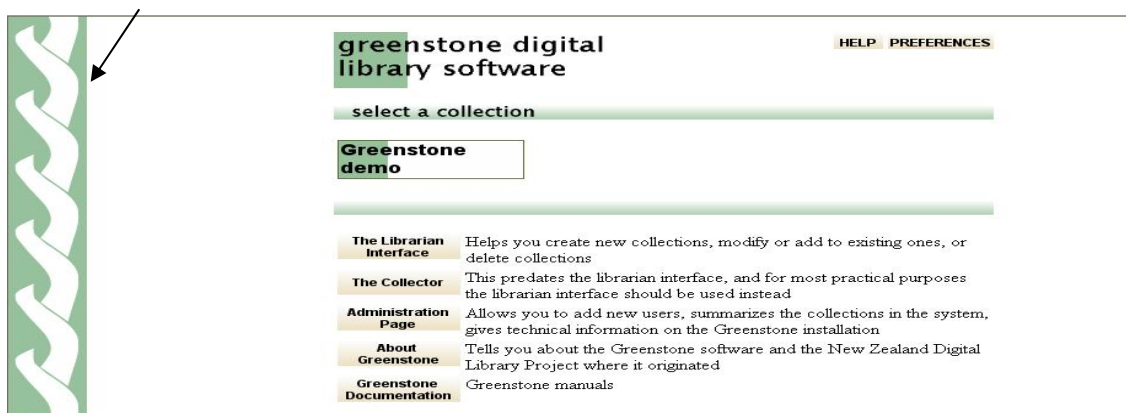 greenstone digital
library software
HELP PREFERENCES
select a collection
Greenstone
demo
The Librarian
Interface
Helps you create new collections, modify or add to existing ones, or
delete collections
The Collector
This predates the librarian interface, and for most practical purposes
the librarian interface should be used instead
Administration
Page
Allows you to add new users, summarizes the collections in the system,
gives technical information on the Greenstone installation
About
Greenstone
Tells you about the Greenstone software and the New Zealand Digital
Library Project where it originated
Greenstone
Documentation
Greenstone manuals